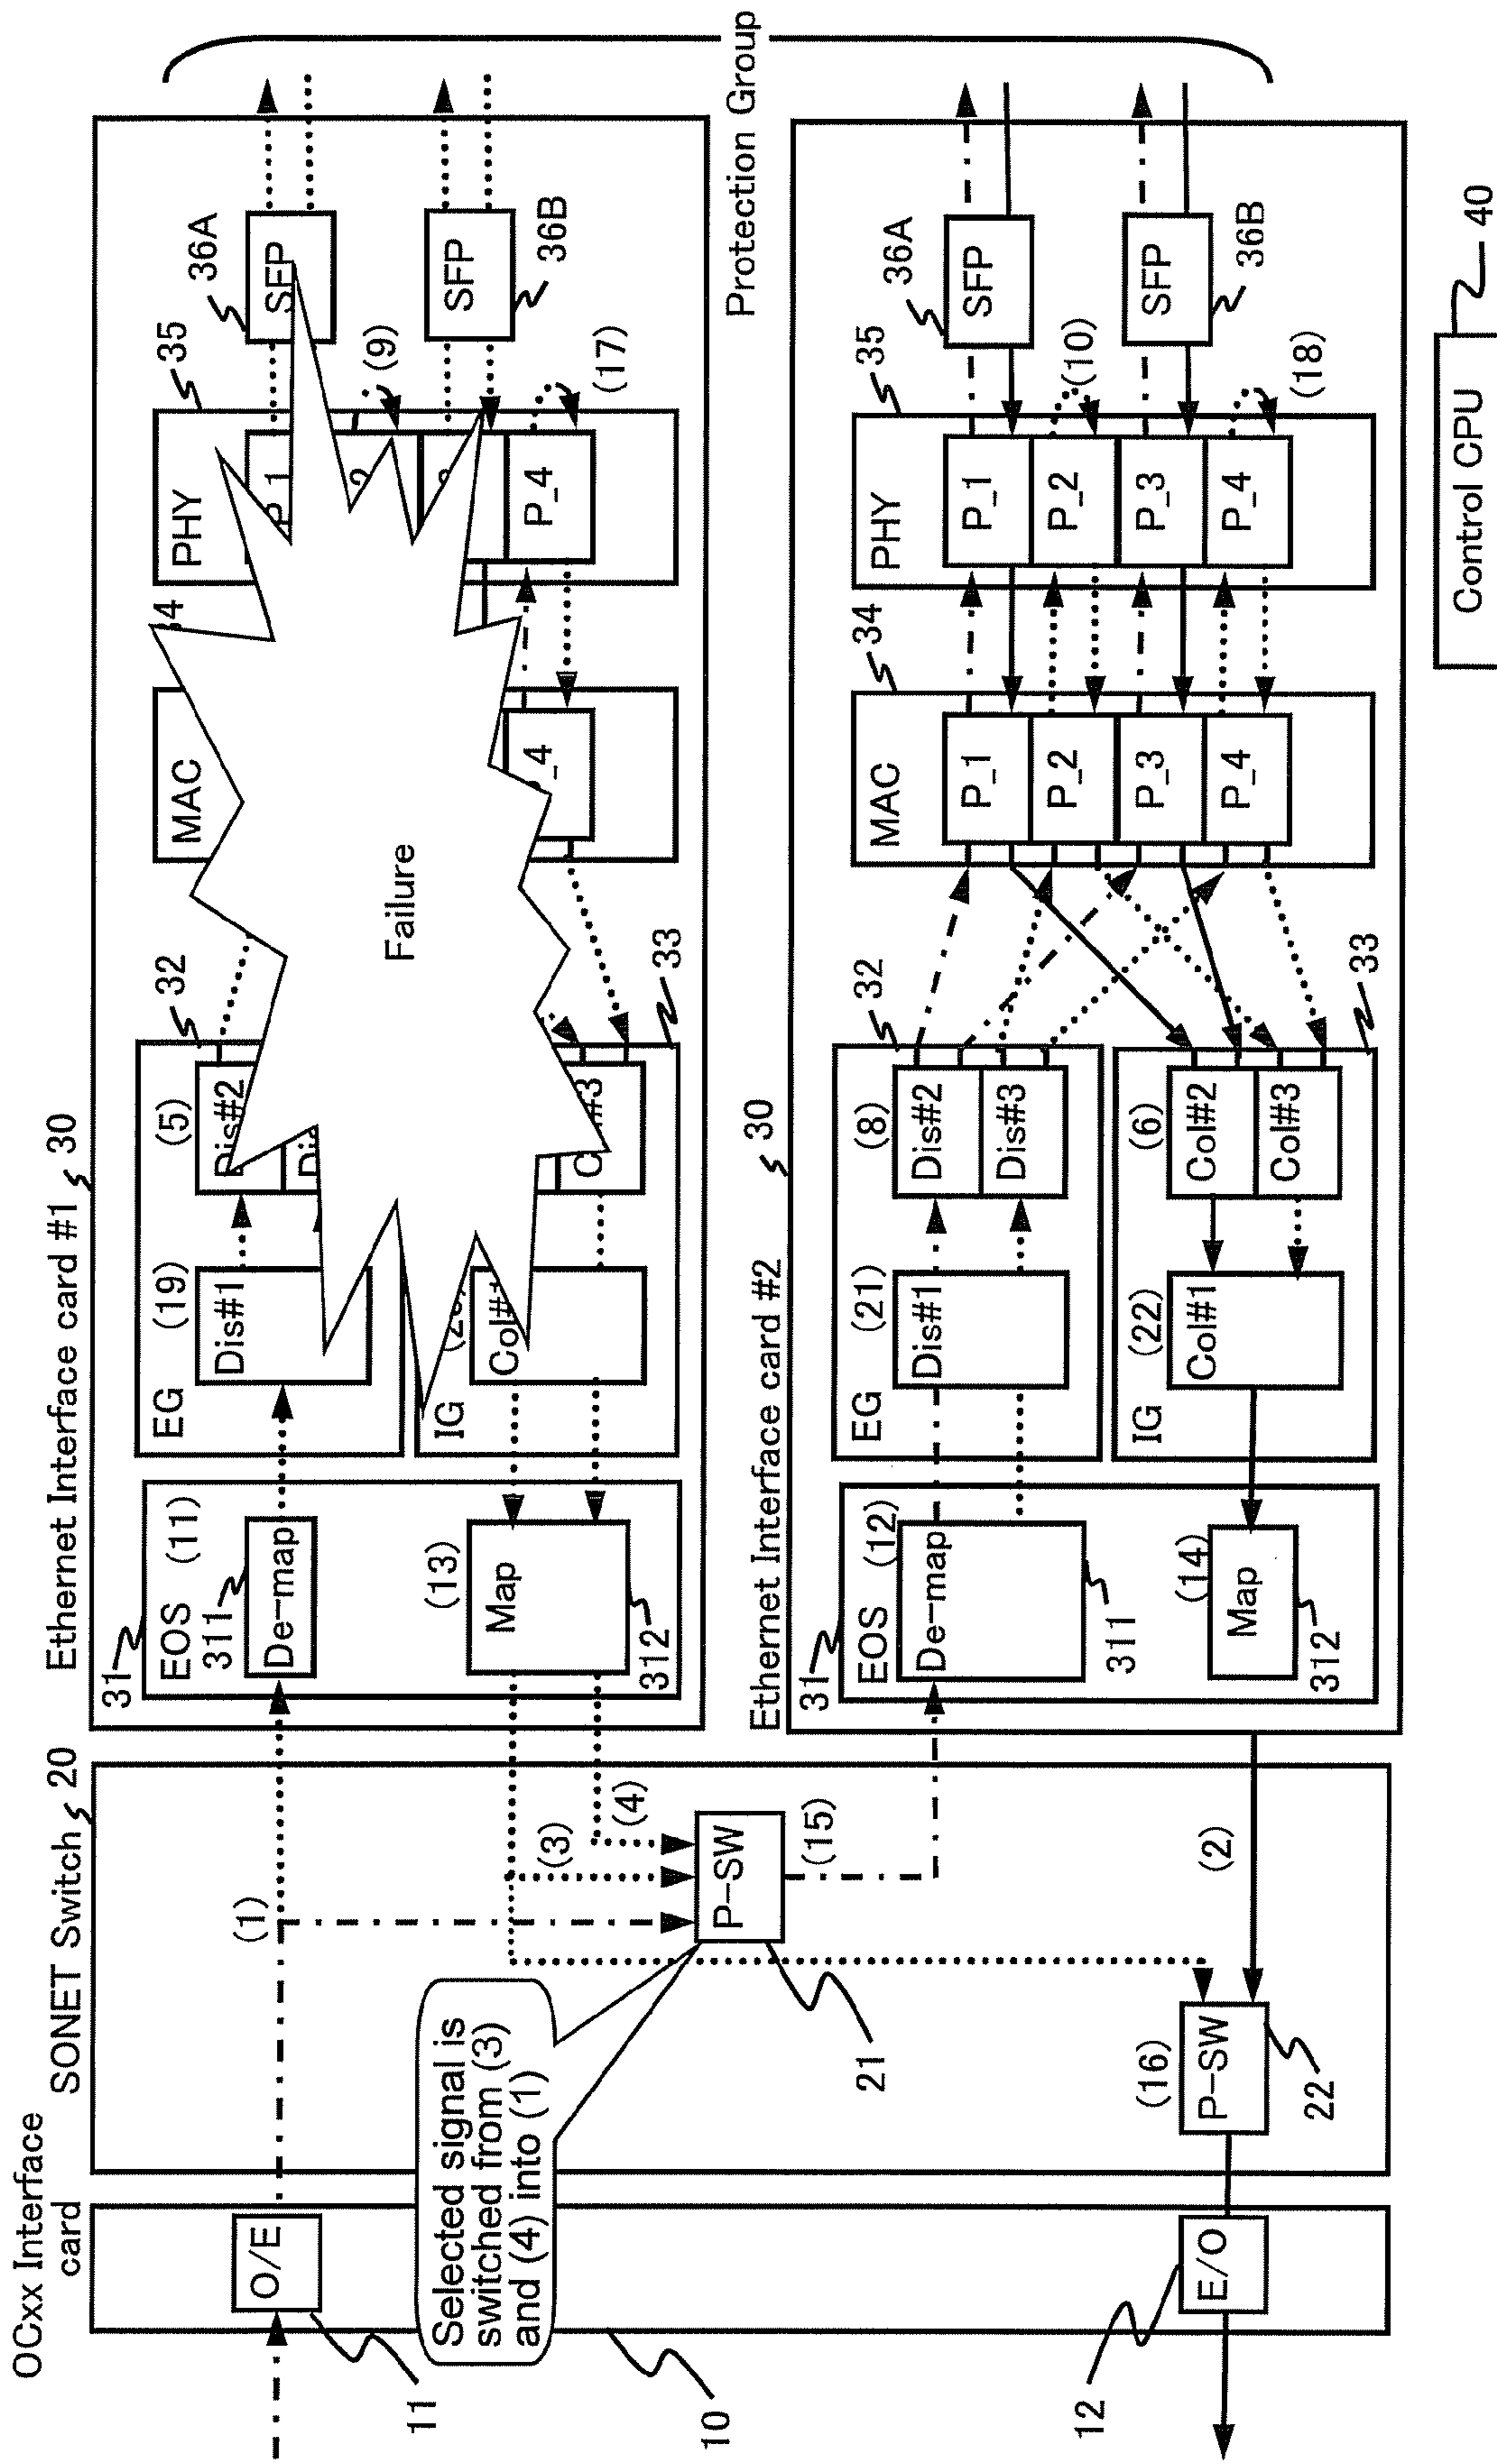 OCxx Interface
card
10
O/E
11
E/O
12
SONET Switch
20
(1)
Selected signal is
switched from (3)
and (4) into (1)
(3)
(4)
P-SW
(15)
21
(2)
(16)
P-SW
22
Ethernet Interface card #1
30
31
EOS
(11)
311
De-map
(13)
Map
312
EG
(19)
Dis#1
(5)
Dis#2
32
IG
33
Failure
MAC
PHY
35
P_4
(9)
(17)
36A
SFP
SFP
36B
Protection Group
Ethernet Interface card #2
30
31
EOS
(12)
De-map
311
(14)
Map
312
EG
(21)
Dis#1
(8)
Dis#2
Dis#3
32
IG
(22)
Col#1
(6)
Col#2
Col#3
33
MAC
34
P_1
P_2
P_3
P_4
PHY
35
P_1
P_2
P_3
P_4
(10)
(18)
36A
SFP
SFP
36B
Control CPU
40